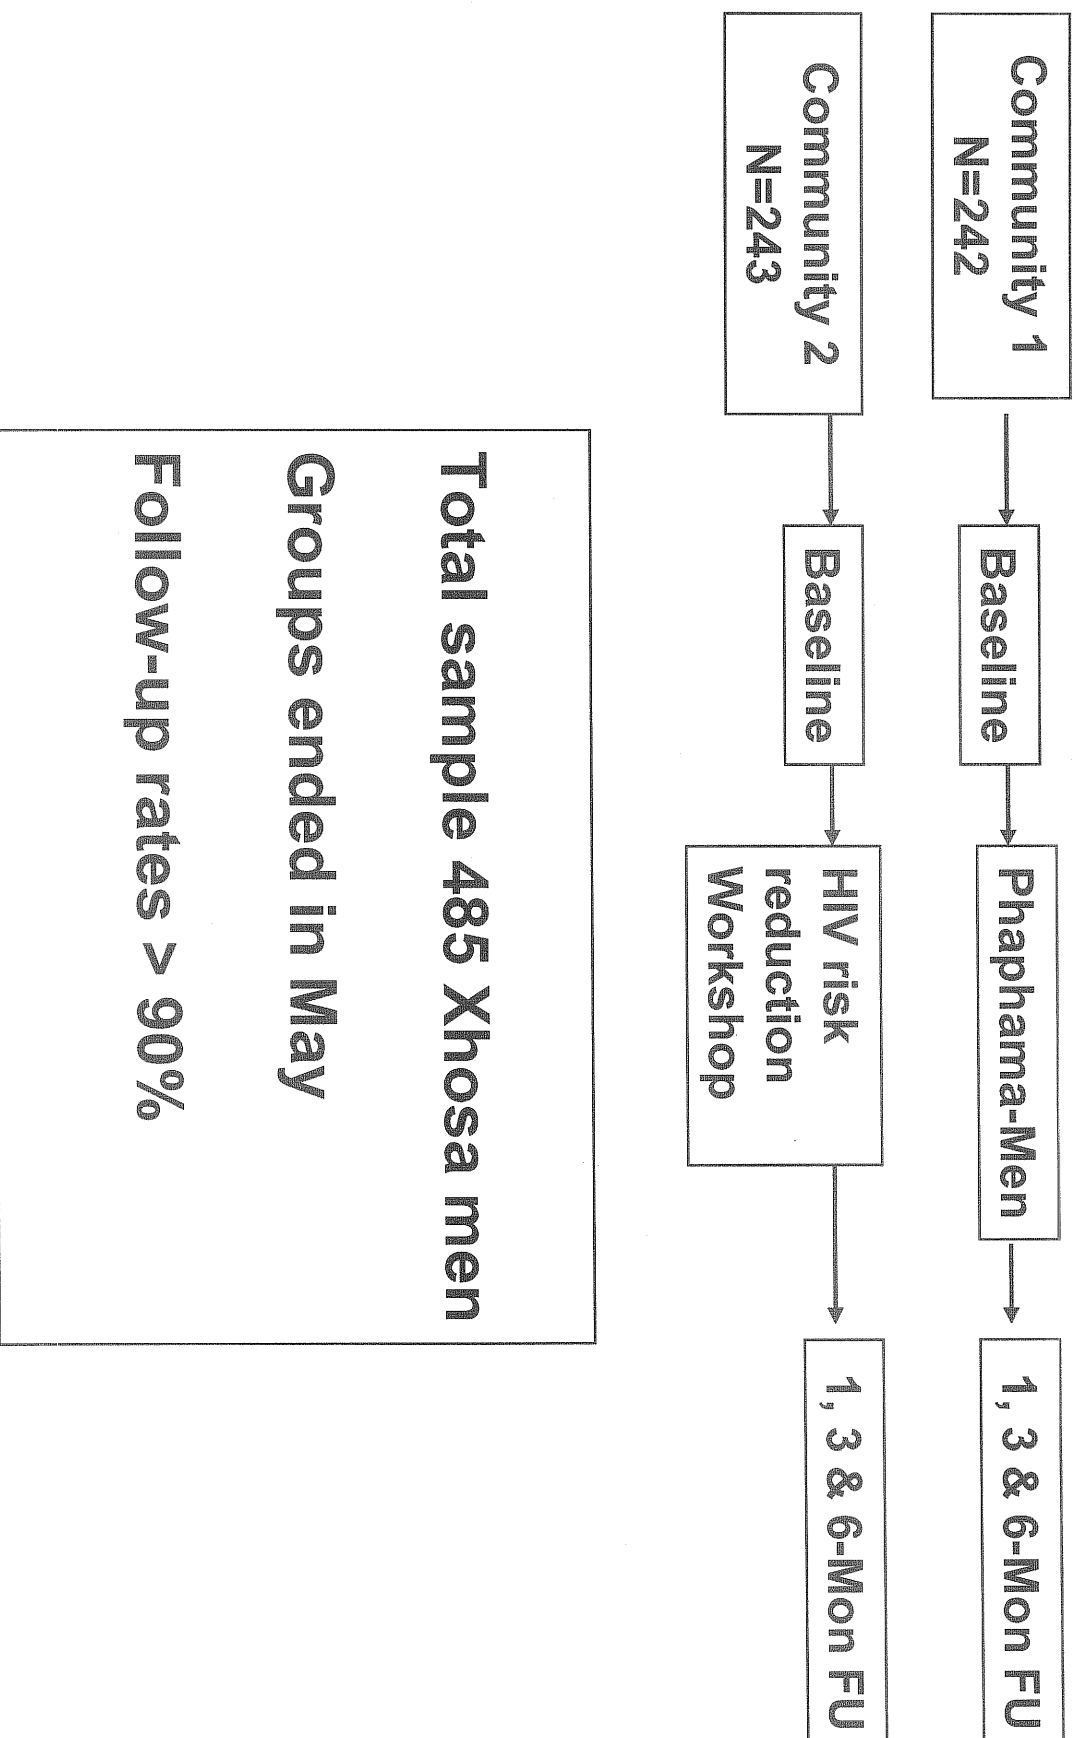 Community 1
N=242
Baseline
Phaphama-Men
1, 3 & 6-Mon FU
Community 2
N=243
Baseline
HIV risk
reduction
Workshop
1, 3 & 6-Mon FU
Total sample 485 Xhosa men
Groups ended in May
Follow-up rates > 90%